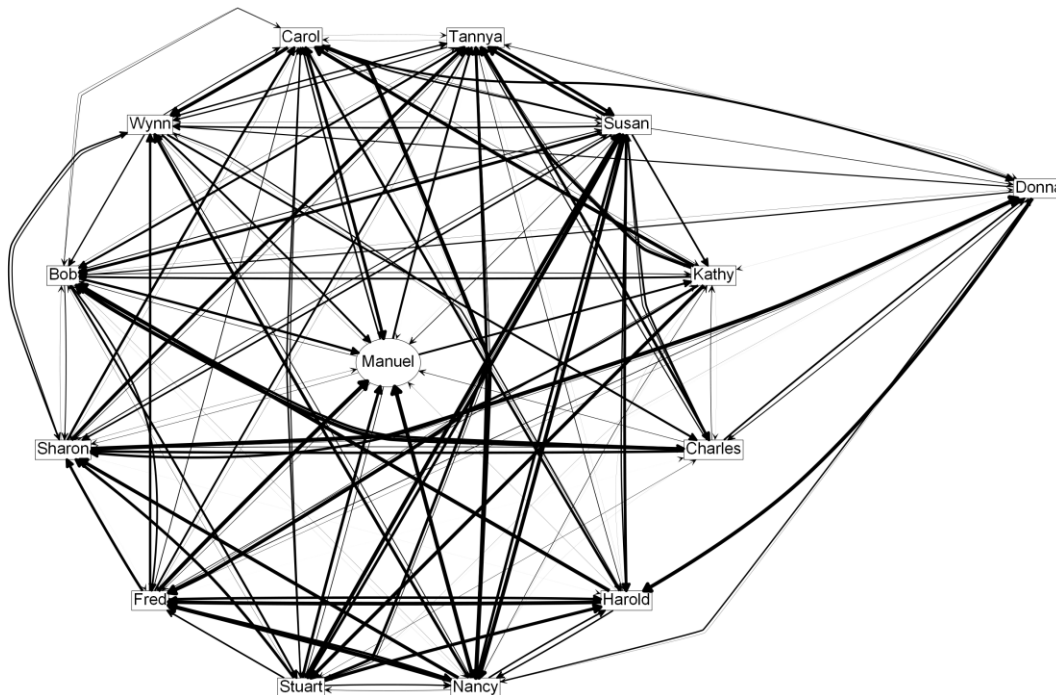 Carol
Tannya
Wynn
Susan
Donna
Bob
Kathy
Manuel
Sharon
Charles
Fred
Harold
Stuart
Nancy